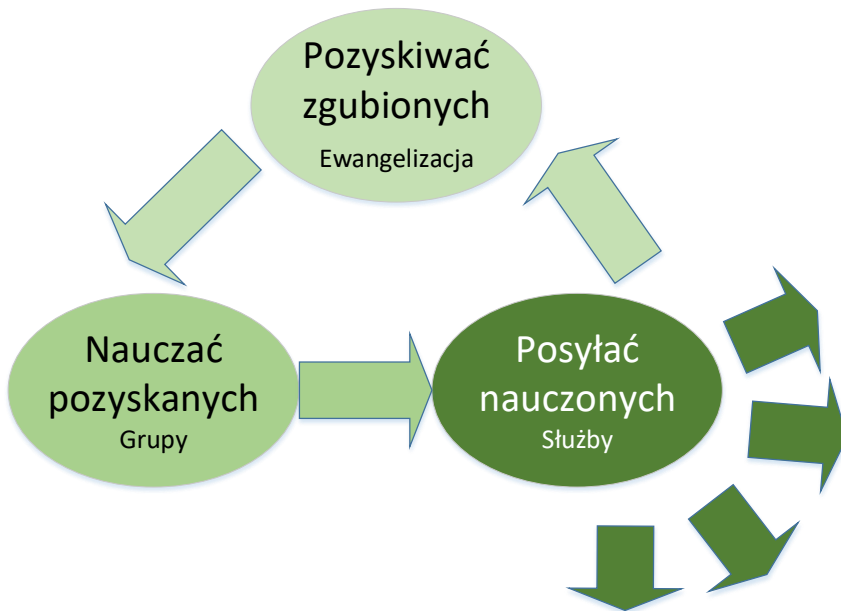 Pozyskiwać
zgubionych
Ewangelizacja
Nauczać
pozyskanych
Grupy
Posyłać
nauczonych
Służby